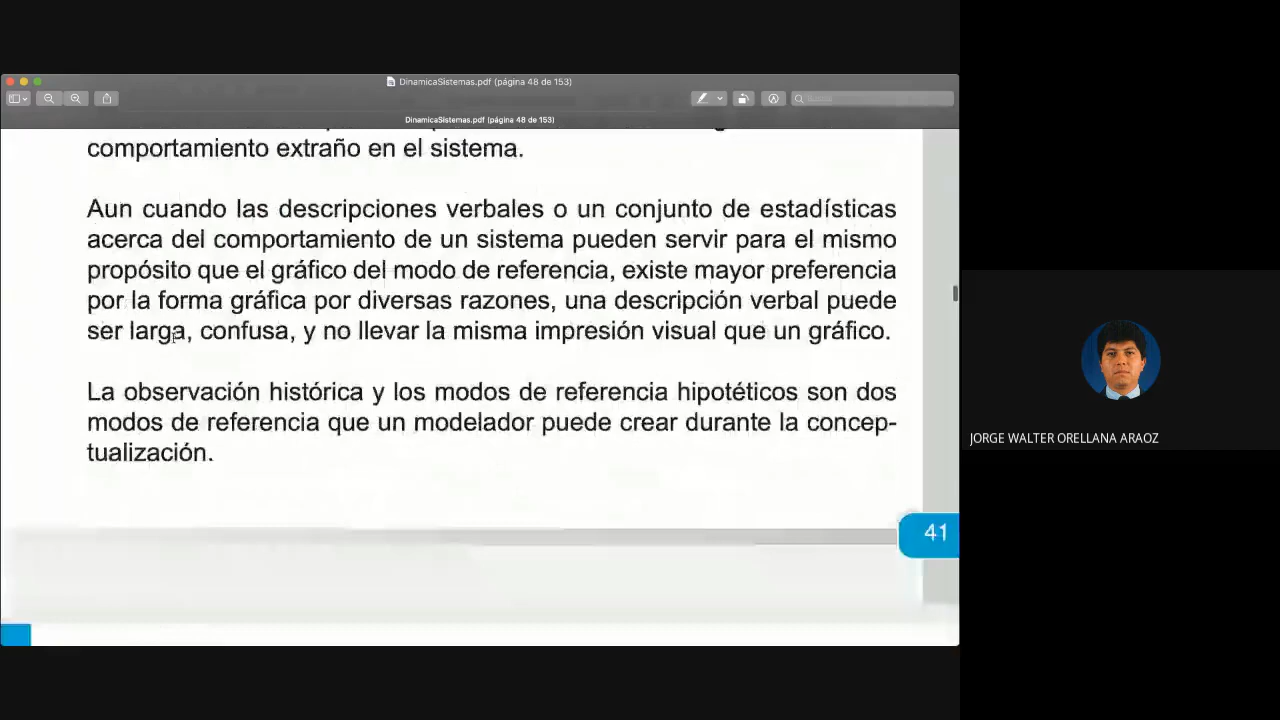 DinamicaSistemas.pdf (página 48 de 153)
DinamicaSistemas.pdf (página 48 de 153)
comportamiento extraño en el sistema.
Aun cuando las descripciones verbales o un conjunto de estadísticas
acerca del comportamiento de un sistema pueden servir para el mismo
propósito que el gráfico del modo de referencia, existe mayor preferencia
por la forma gráfica por diversas razones, una descripción verbal puede
ser larga, confusa, y no llevar la misma impresión visual que un gráfico.
La observación histórica y los modos de referencia hipotéticos son dos
modos de referencia que un modelador puede crear durante la concep-
tualización.
41
JORGE WALTER ORELLANA ARAOZ